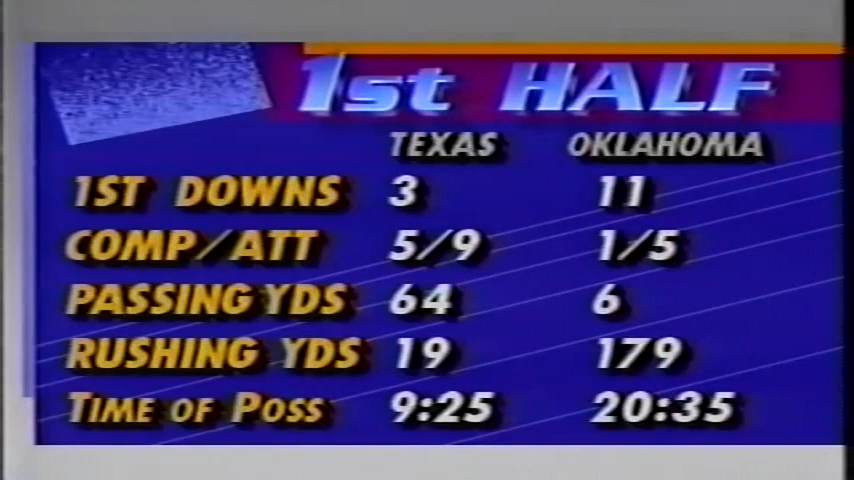 1st HALF
TEXAS OKLAHOMA
1ST DOWNS 3 11
COMP/ATT 5/9 1/5
PASSING YDS 64 6
RUSHING YDS 19 179
TIME OF POSS 9:25 20:35